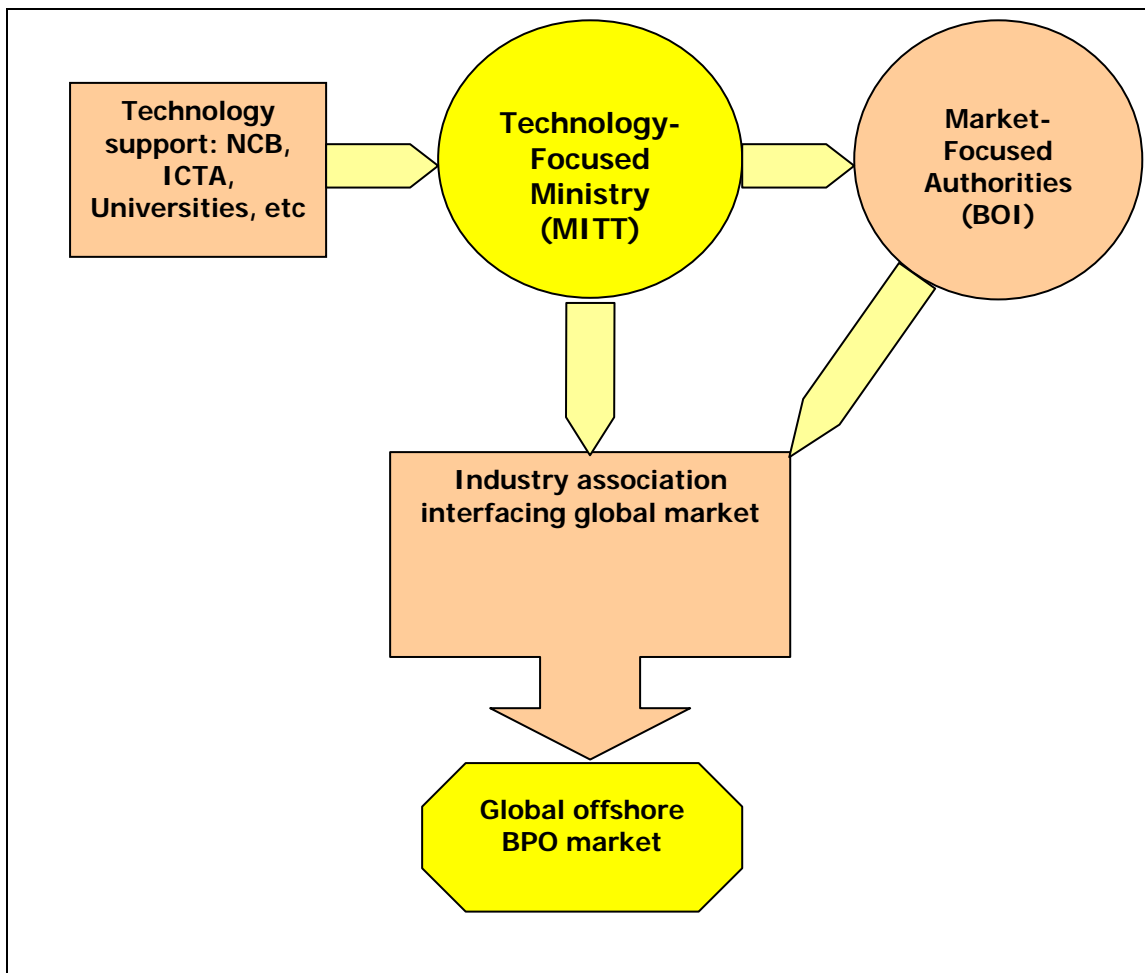 Technology
support: NCB,
ICTA,
Universities, etc
Technology-
Focused
Ministry
(MITT)
Market-
Focused
Authorities
(BOI)
Industry association
interfacing global market
Global offshore
BPO market